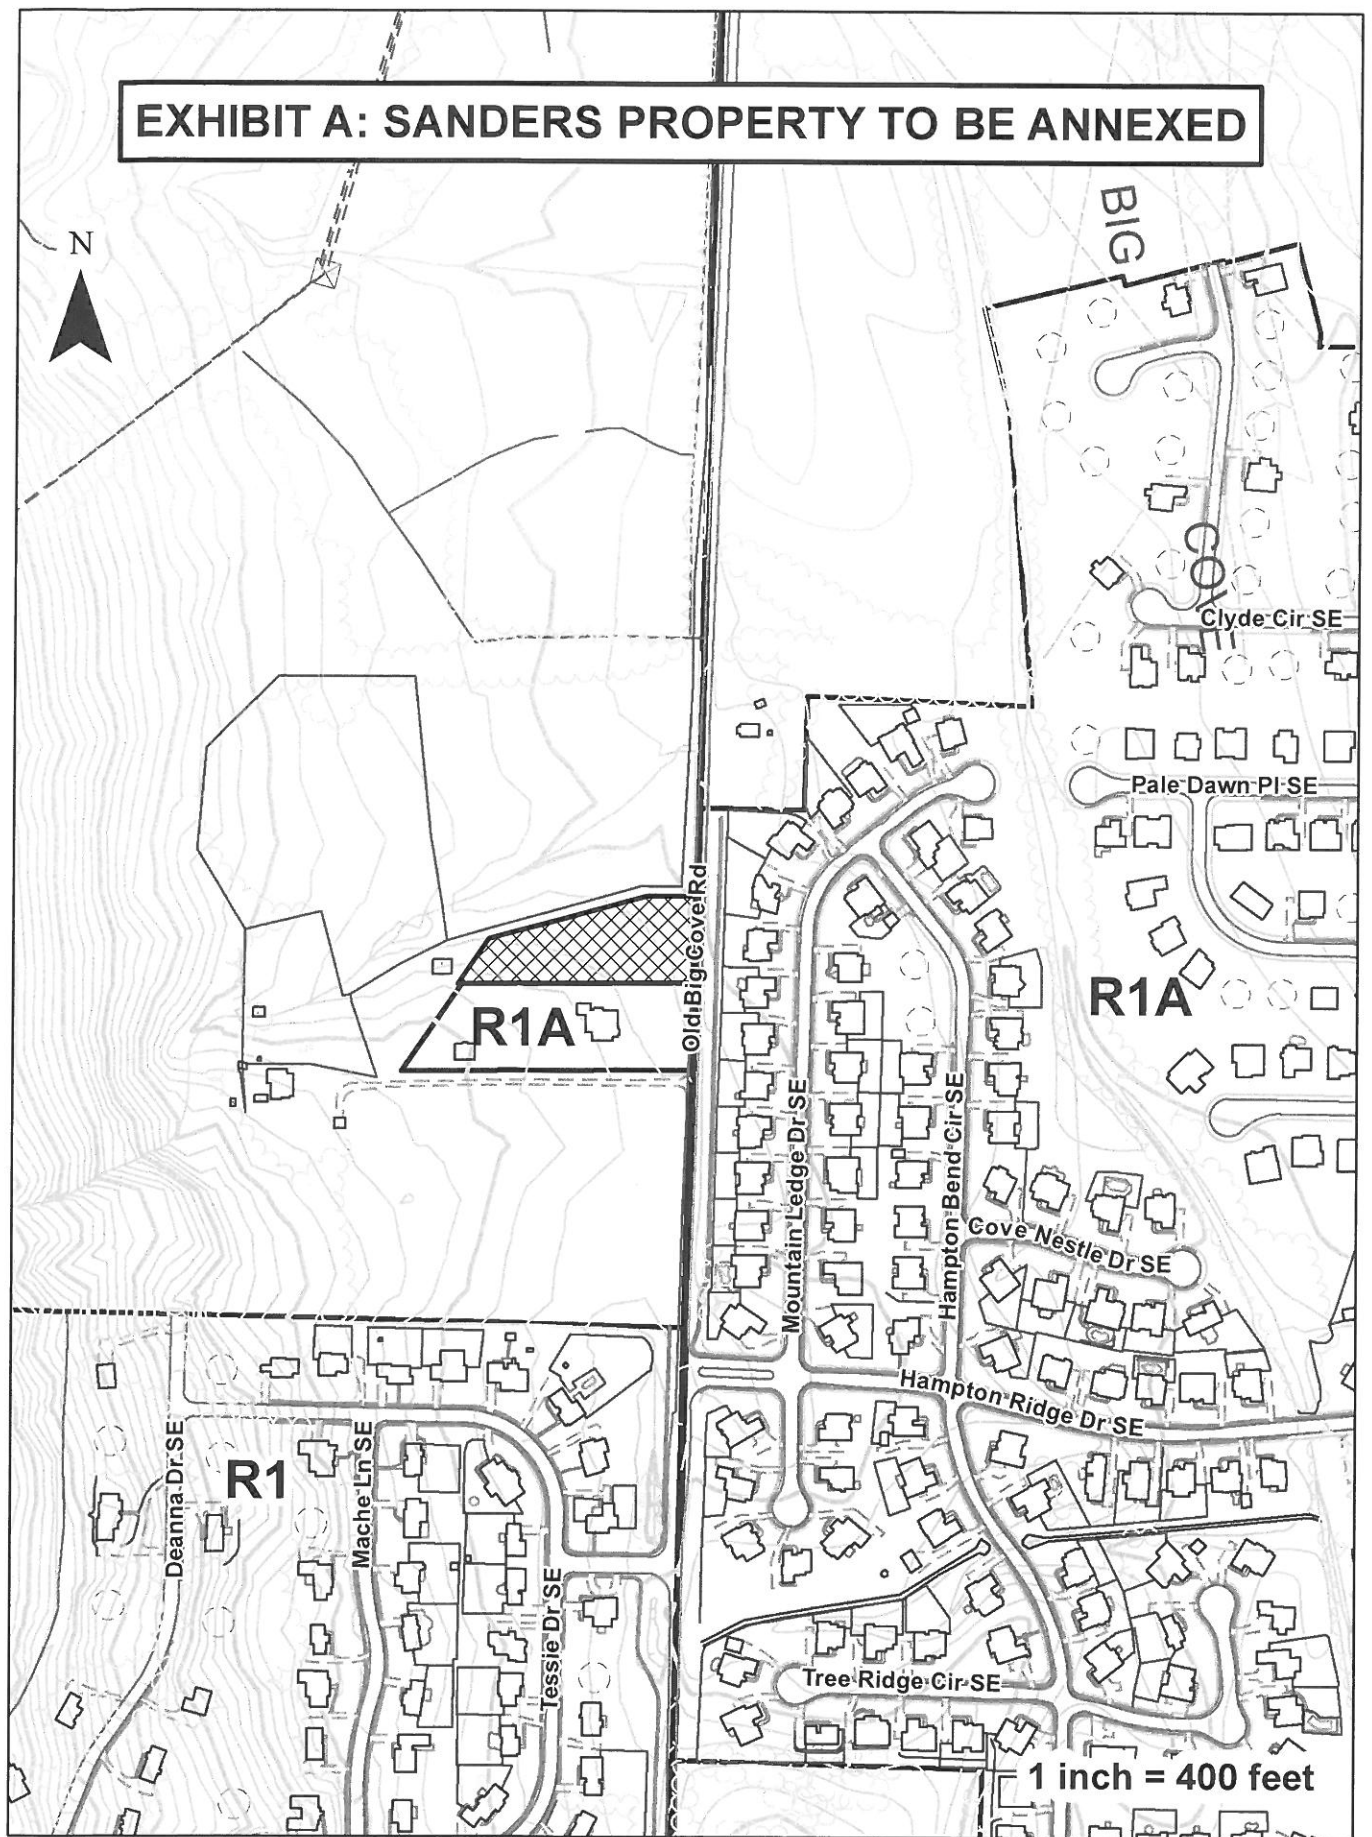 EXHIBIT A: SANDERS PROPERTY TO BE ANNEXED
N
BIG
COVE
Clyde Cir SE
Pale Dawn Pl SE
Old Big Cove Rd
R1A
R1A
Mountain Ledge Dr SE
Hampton Bend Cir SE
Cove Nestle Dr SE
Hampton Ridge Dr SE
Deanna Dr SE
R1
Mache Ln SE
Tessie Dr SE
Tree Ridge Cir SE
1 inch = 400 feet